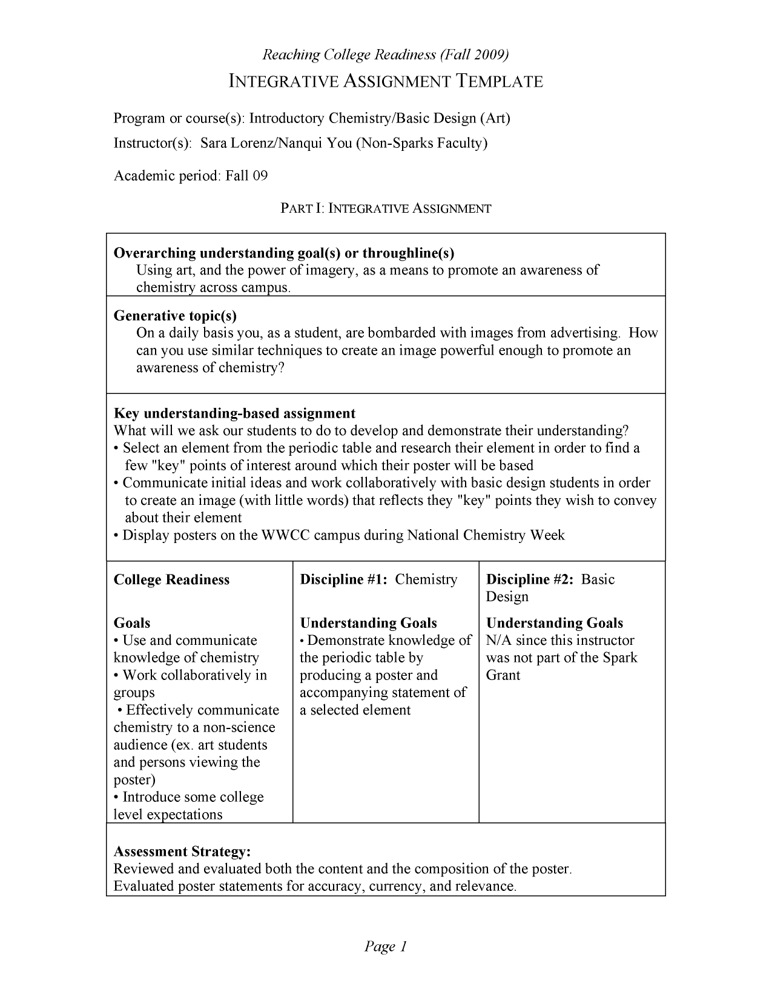 Reaching College Readiness (Fall 2009)
INTEGRATIVE ASSIGNMENT TEMPLATE
Program or course(s): Introductory Chemistry/Basic Design (Art)
Instructor(s):  Sara Lorenz/Nanqui You (Non-Sparks Faculty)
Academic period: Fall 09
PART I: INTEGRATIVE ASSIGNMENT
Overarching understanding goal(s) or throughline(s)
Using art, and the power of imagery, as a means to promote an awareness of
chemistry across campus.
Generative topic(s)
On a daily basis you, as a student, are bombarded with images from advertising.  How
can you use similar techniques to create an image powerful enough to promote an
awareness of chemistry?
Key understanding-based assignment
What will we ask our students to do to develop and demonstrate their understanding?
• Select an element from the periodic table and research their element in order to find a
few "key" points of interest around which their poster will be based
• Communicate initial ideas and work collaboratively with basic design students in order
to create an image (with little words) that reflects they "key" points they wish to convey
about their element
• Display posters on the WWCC campus during National Chemistry Week
College Readiness
Goals
• Use and communicate
knowledge of chemistry
• Work collaboratively in
groups
• Effectively communicate
chemistry to a non-science
audience (ex. art students
and persons viewing the
poster)
• Introduce some college
level expectations
Discipline #1:  Chemistry
Understanding Goals
• Demonstrate knowledge of
the periodic table by
producing a poster and
accompanying statement of
a selected element
Discipline #2:  Basic
Design
Understanding Goals
N/A since this instructor
was not part of the Spark
Grant
Assessment Strategy:
Reviewed and evaluated both the content and the composition of the poster.
Evaluated poster statements for accuracy, currency, and relevance.
Page 1